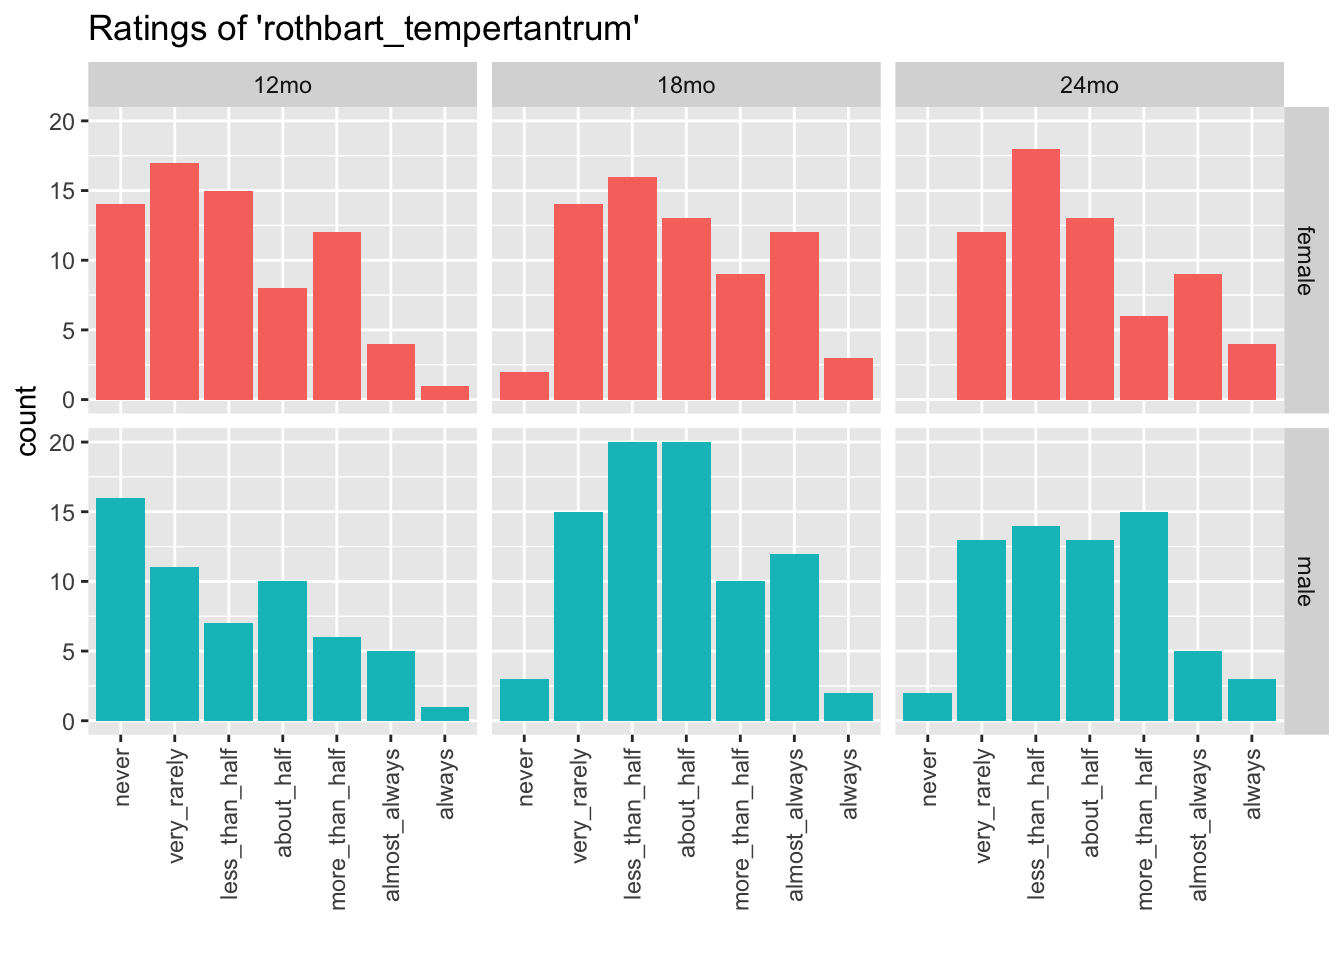 Ratings of 'rothbart_tempertantrum'
12mo 18mo 24mo
20
15
10
5
0
female
count
20
15
10
5
0
male
never very_rarely less_than_half about_half more_than_half almost_always always never very_rarely less_than_half about_half more_than_half almost_always always never very_rarely less_than_half about_half more_than_half almost_always always